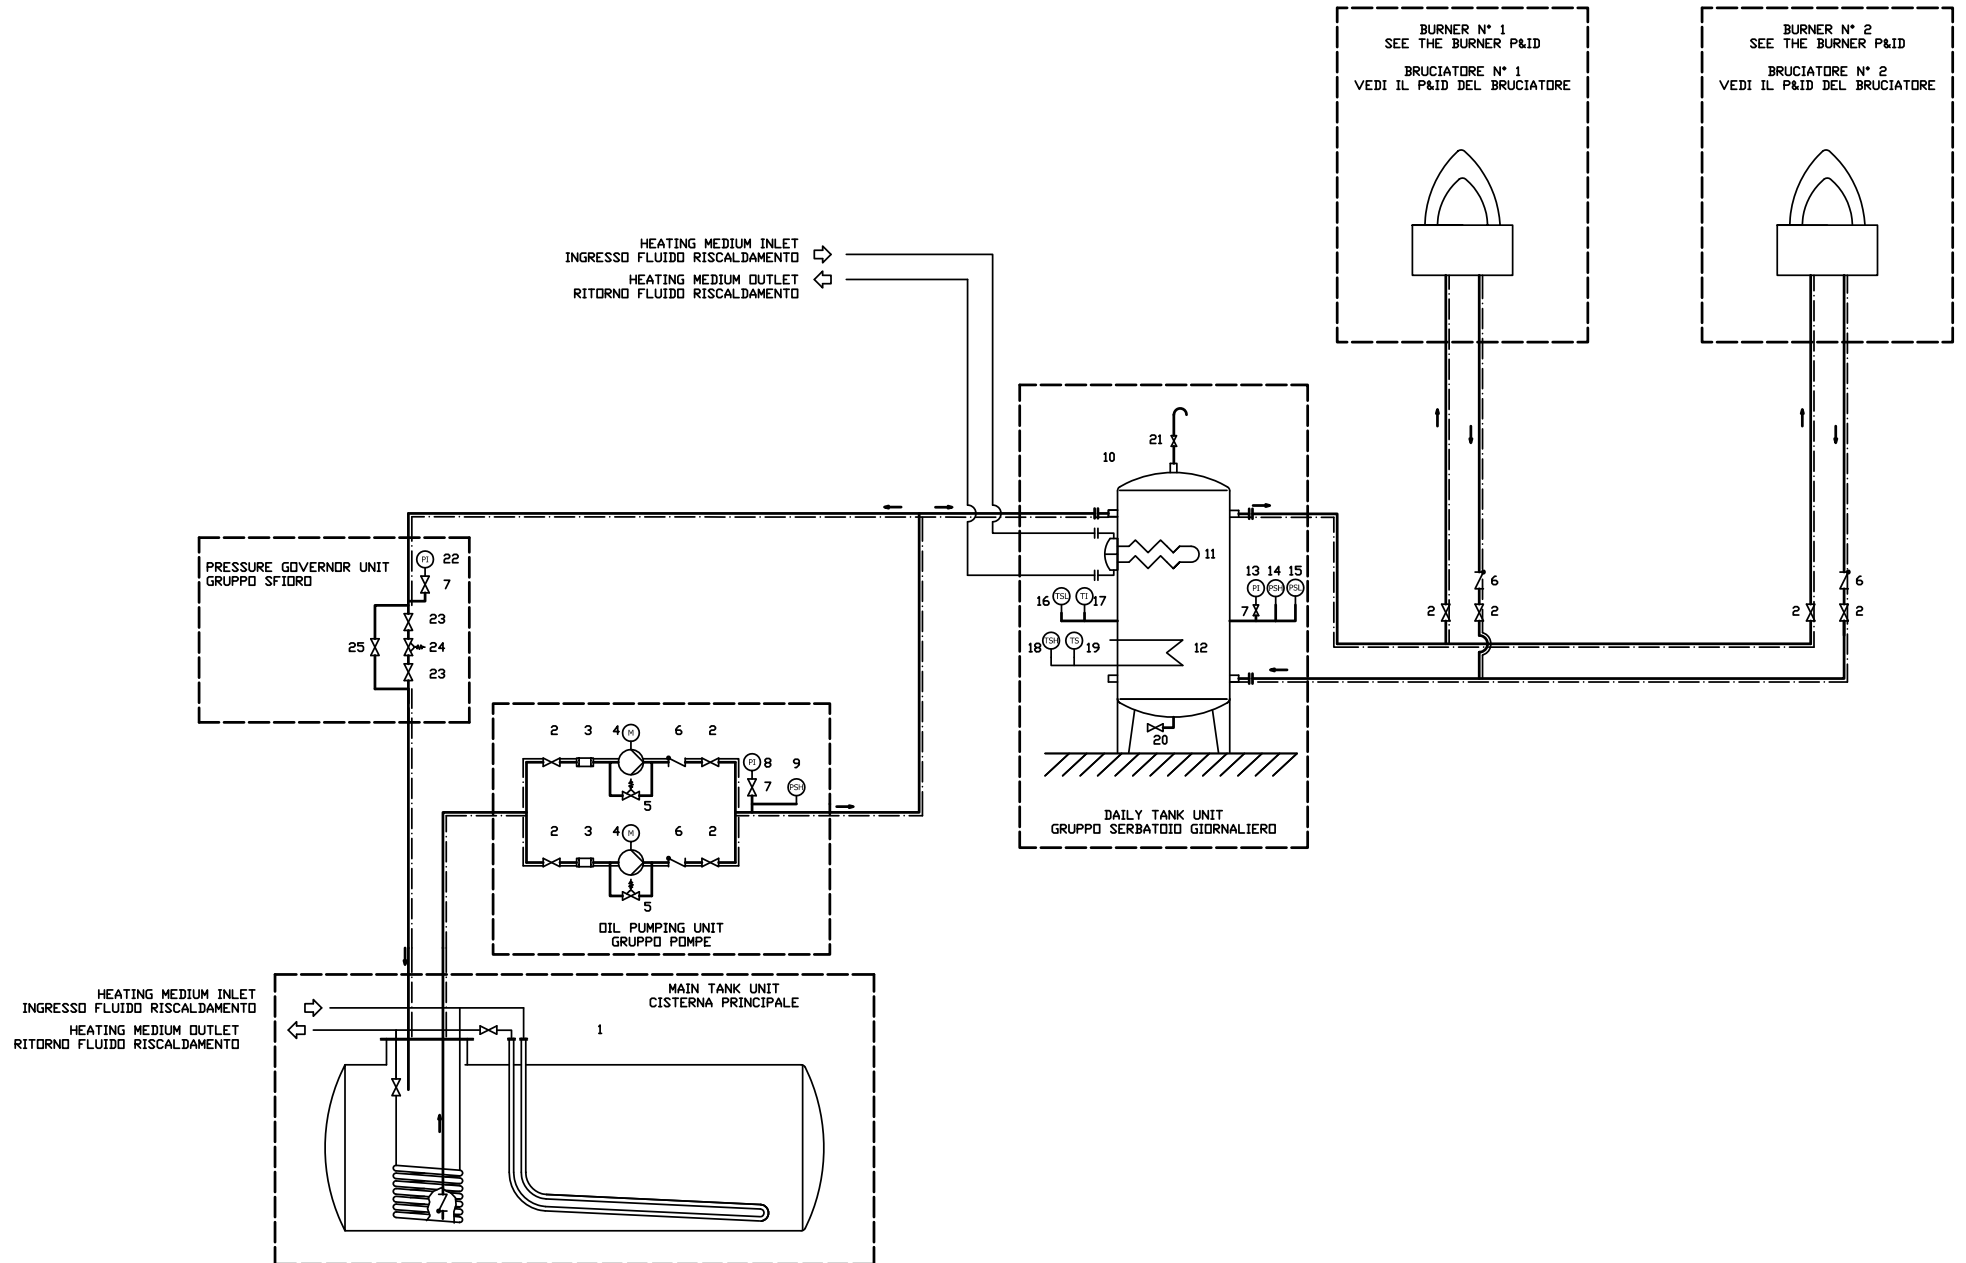 BURNER N° 1
SEE THE BURNER P&ID
BRUCIATORE N° 1
VEDI IL P&ID DEL BRUCIATORE
BURNER N° 2
SEE THE BURNER P&ID
BRUCIATORE N° 2
VEDI IL P&ID DEL BRUCIATORE
HEATING MEDIUM INLET
INGRESSO FLUIDO RISCALDAMENTO
HEATING MEDIUM OUTLET
RITORNO FLUIDO RISCALDAMENTO
21
10
PRESSURE GOVERNOR UNIT
GRUPPO SFIORO
PI 22
7
23
25 24
23
11
13 14 15
PI PSH PSL
7
16 TSL TI 17
18 TSH TS 19
12
20
6
2 2
6
2 2
DAILY TANK UNIT
GRUPPO SERBATOIO GIORNALIERO
2 3 4 M 6 2
PI 8 9
7 PSH
5
2 3 4 M 6 2
5
OIL PUMPING UNIT
GRUPPO POMPE
MAIN TANK UNIT
CISTERNA PRINCIPALE
HEATING MEDIUM INLET
INGRESSO FLUIDO RISCALDAMENTO
HEATING MEDIUM OUTLET
RITORNO FLUIDO RISCALDAMENTO
1
T